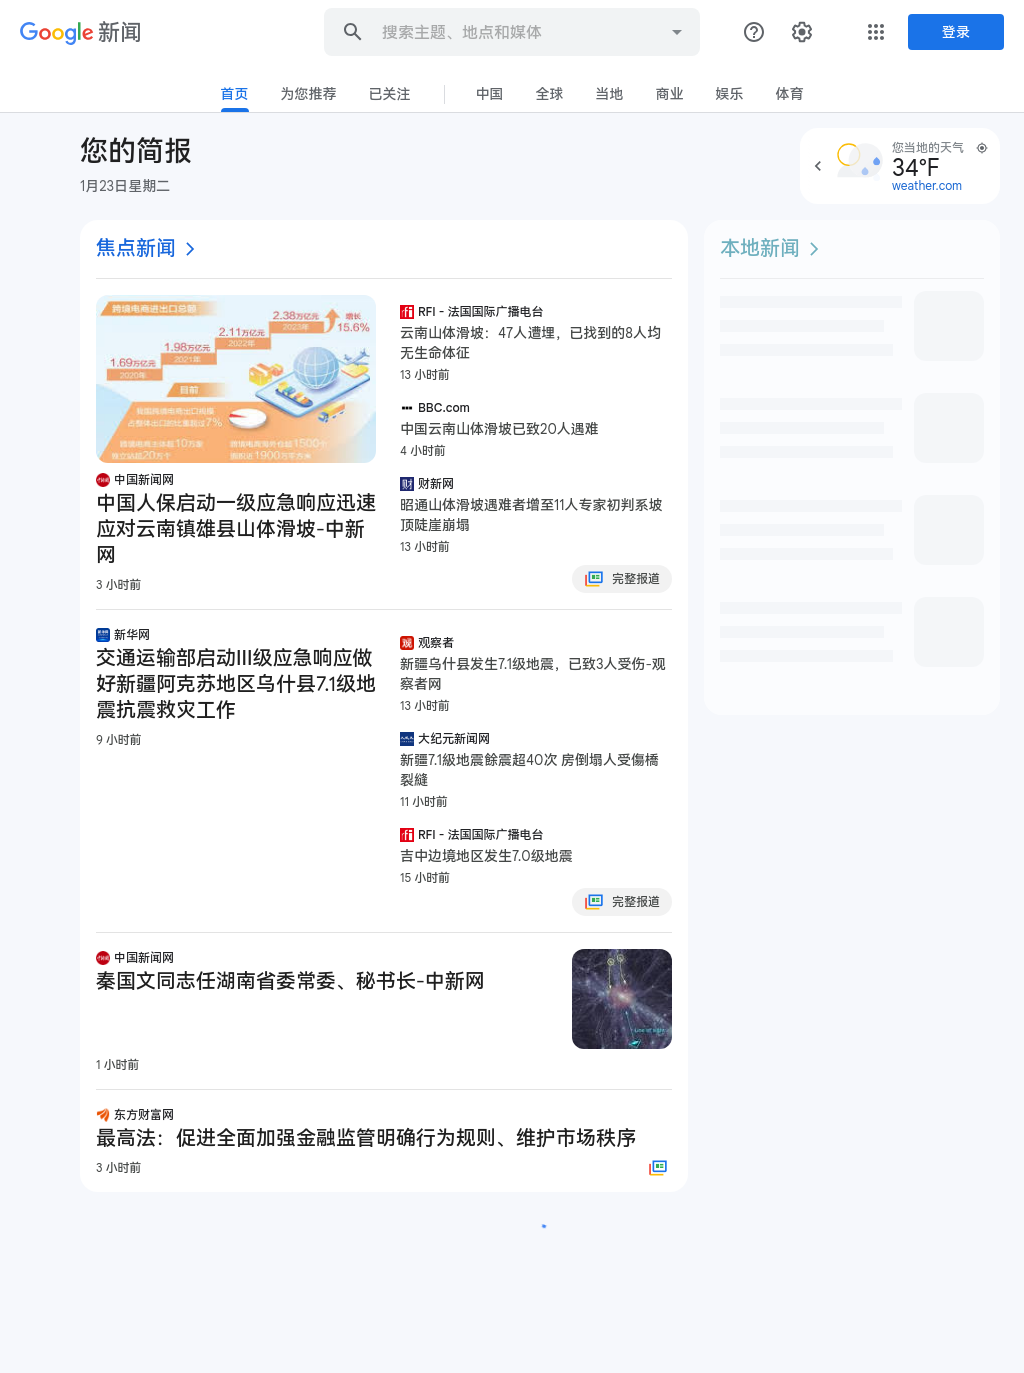 Google 新闻
搜索主题、地点和媒体
登录
首页
为您推荐
已关注
中国
全球
当地
商业
娱乐
体育
您的简报
1月23日星期二
您当地的天气
34°F
weather.com
焦点新闻
本地新闻
跨境电商进出口总额
1.69万亿元
2020年
1.98万亿元
2021年
2.11万亿元
2022年
2.38万亿元
2023年
增长
15.6%
目前
我国跨境电商出口规模
占整体出口的比重超过7%
跨境电商主体超10万家
独立站超20万个
跨境电商海外仓超1500个
面积近1900万平方米
中国新闻网
中国人保启动一级应急响应迅速
应对云南镇雄县山体滑坡-中新
网
3 小时前
RFI - 法国国际广播电台
云南山体滑坡：47人遭埋，已找到的8人均
无生命体征
13 小时前
BBC.com
中国云南山体滑坡已致20人遇难
4 小时前
财新网
昭通山体滑坡遇难者增至11人专家初判系坡
顶陡崖崩塌
13 小时前
完整报道
新华网
交通运输部启动III级应急响应做
好新疆阿克苏地区乌什县7.1级地
震抗震救灾工作
9 小时前
观察者
新疆乌什县发生7.1级地震，已致3人受伤-观
察者网
13 小时前
大纪元新闻网
新疆7.1級地震餘震超40次 房倒塌人受傷橋
裂縫
11 小时前
RFI - 法国国际广播电台
吉中边境地区发生7.0级地震
15 小时前
完整报道
中国新闻网
秦国文同志任湖南省委常委、秘书长-中新网
Line of sight
1 小时前
东方财富网
最高法：促进全面加强金融监管明确行为规则、维护市场秩序
3 小时前